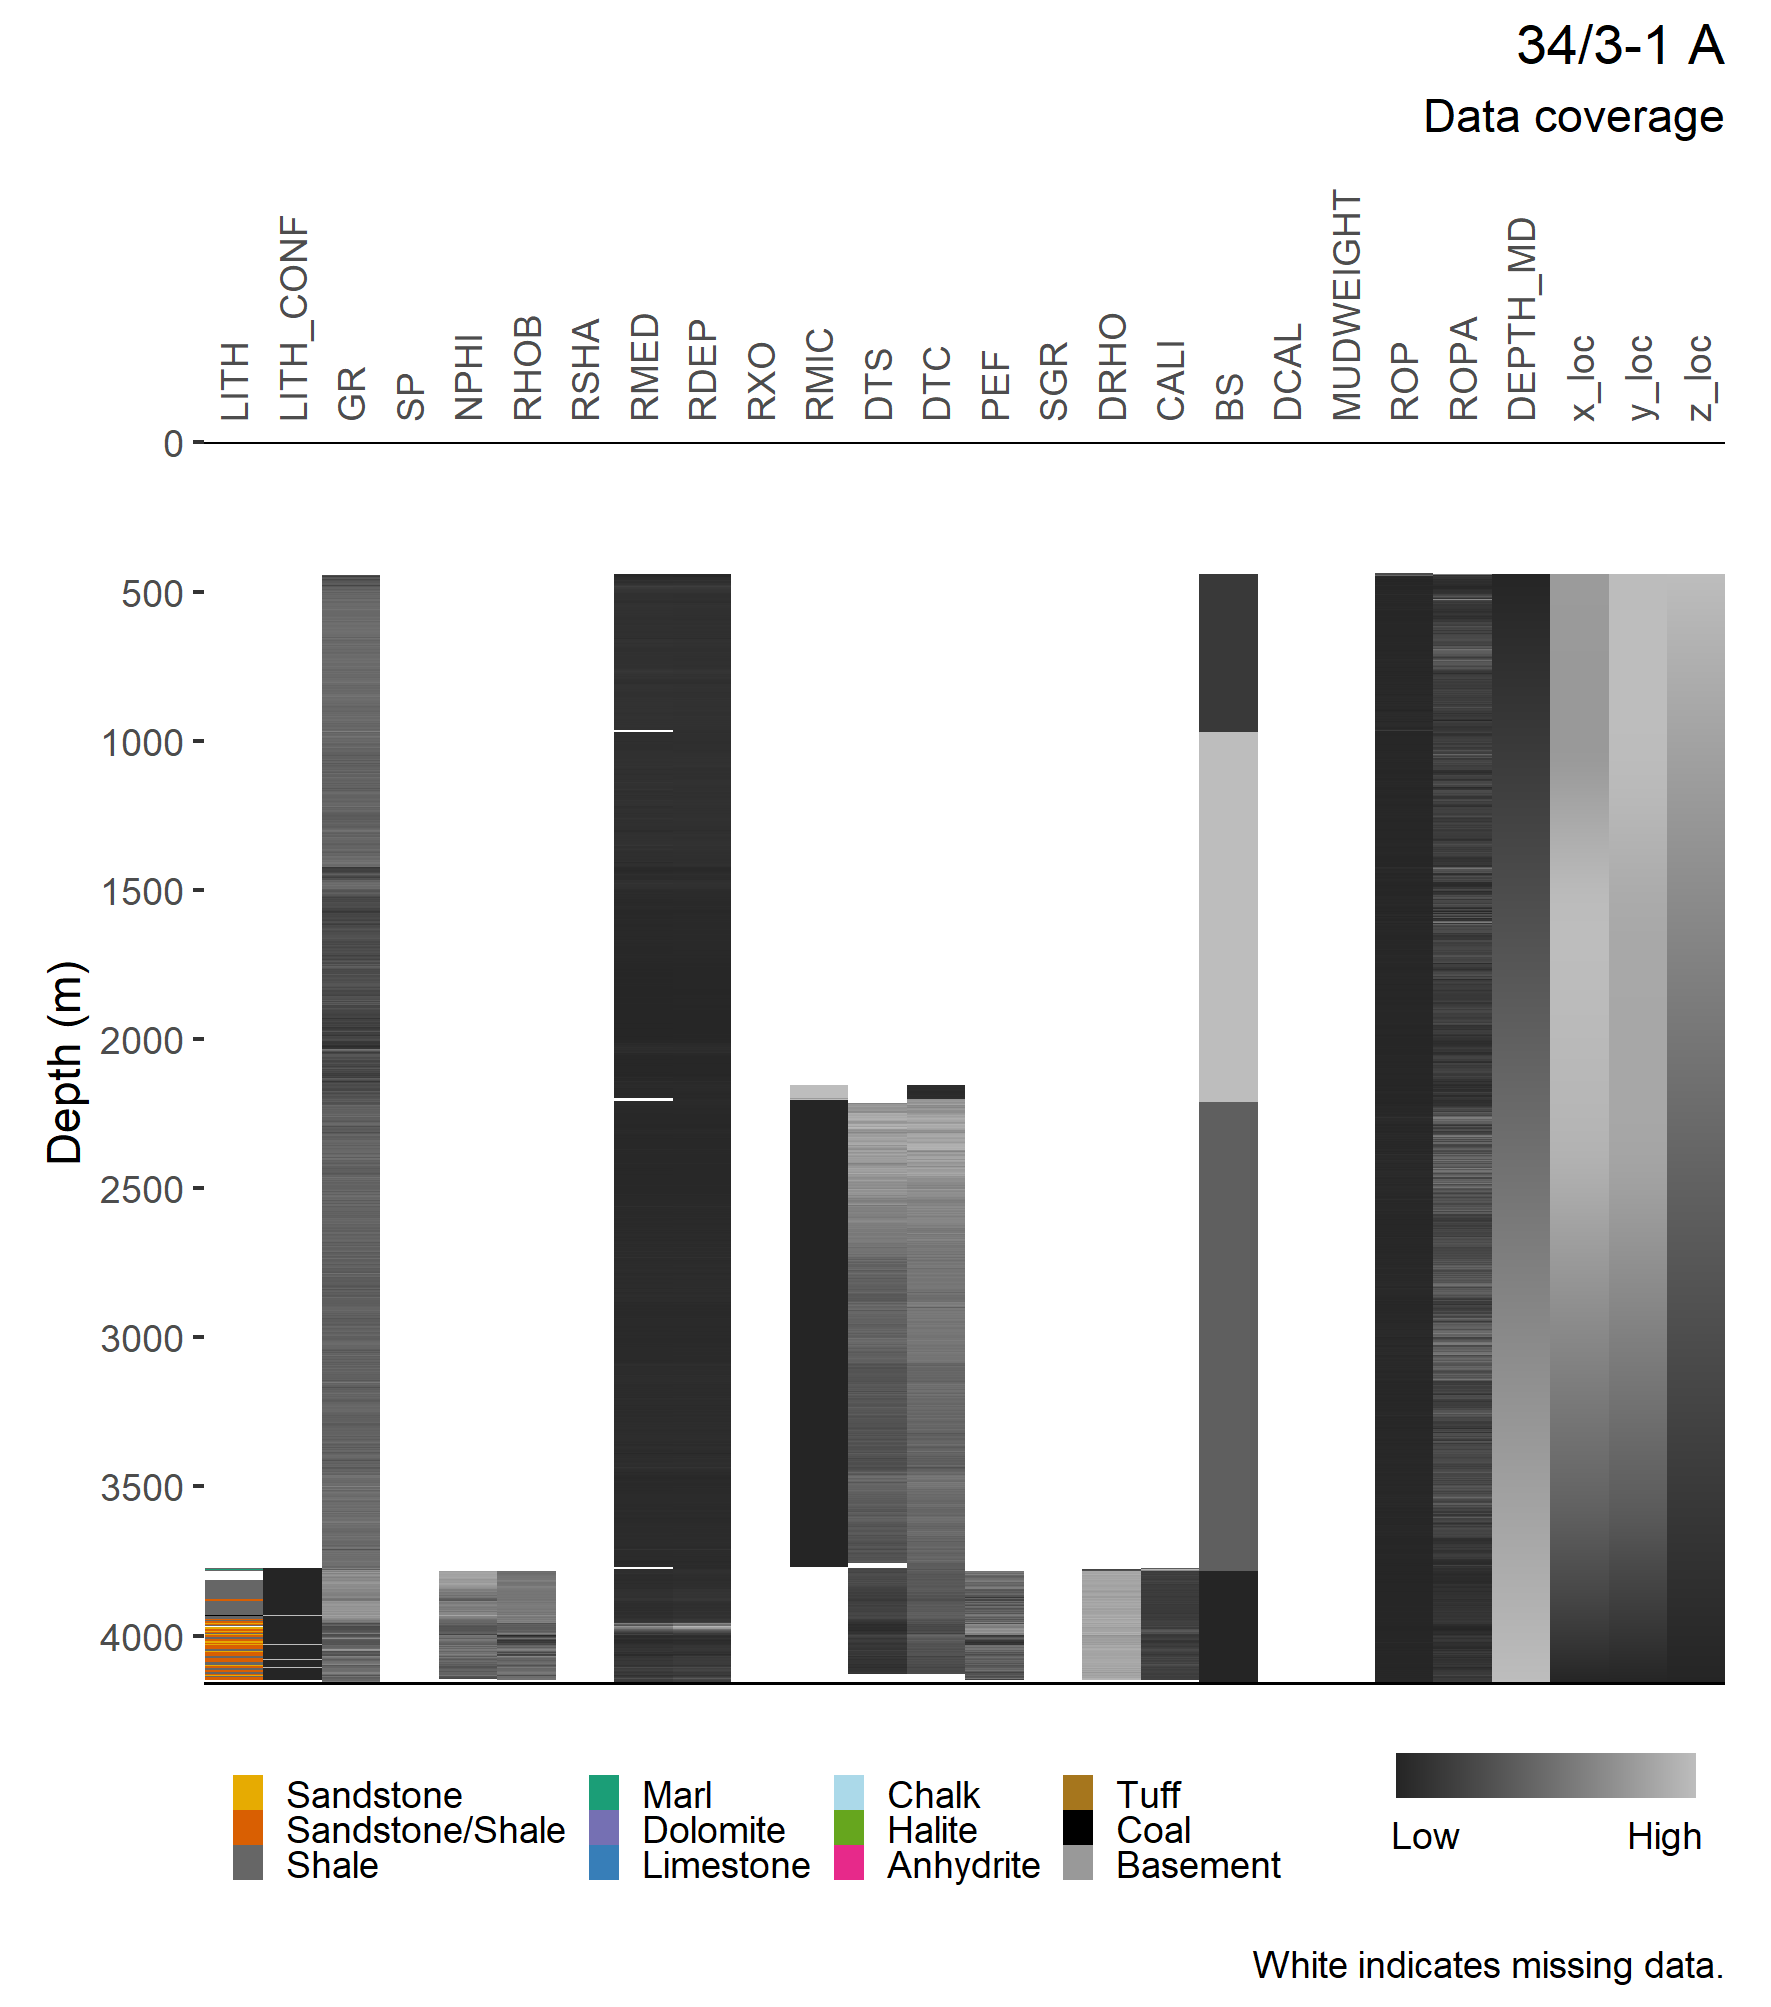 34/3-1 A
Data coverage
LITH
LITH_CONF
GR
SP
NPHI
RHOB
RSHA
RMED
RDEP
RXO
RMIC
DTS
DTC
PEF
SGR
DRHO
CALI
BS
DCAL
MUDWEIGHT
ROP
ROPA
DEPTH_MD
x_loc
y_loc
z_loc
0
500
1000
1500
2000
2500
3000
3500
4000
Depth (m)
Sandstone
Sandstone/Shale
Shale
Marl
Dolomite
Limestone
Chalk
Halite
Anhydrite
Tuff
Coal
Basement
Low
High
White indicates missing data.